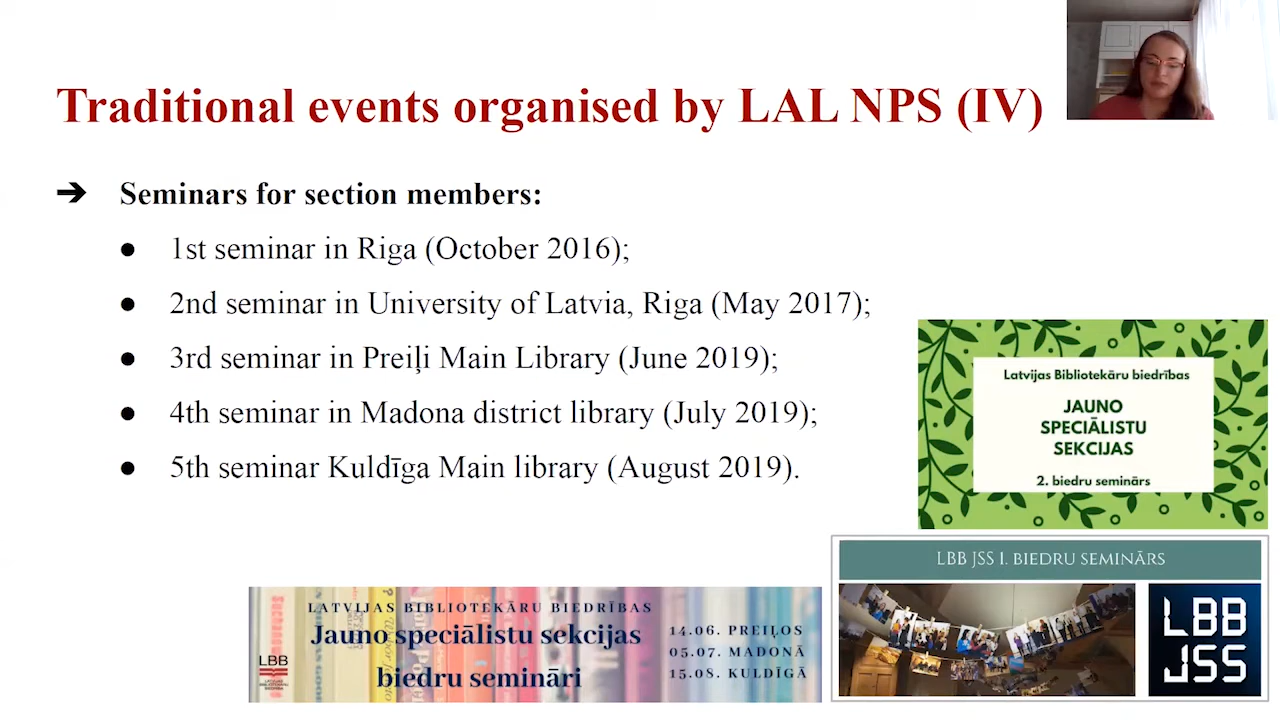 Traditional events organised by LAL NPS (IV)
➔ Seminars for section members:
● 1st seminar in Riga (October 2016);
● 2nd seminar in University of Latvia, Riga (May 2017);
● 3rd seminar in Preiļi Main Library (June 2019);
● 4th seminar in Madona district library (July 2019);
● 5th seminar Kuldīga Main library (August 2019).
Latvijas Bibliotekāru biedrības
JAUNO
SPECIĀLISTU
SEKCIJAS
2. biedru seminārs
LBB JSS 1. BIEDRU SEMINĀRS
LBB
JSS
LATVIJAS BIBLIOTEKĀRU BIEDRĪBAS
Jauno speciālistu sekcijas
biedru semināri
14.06. PREIĻOS
05.07. MADONĀ
15.08. KULDĪGĀ
LBB